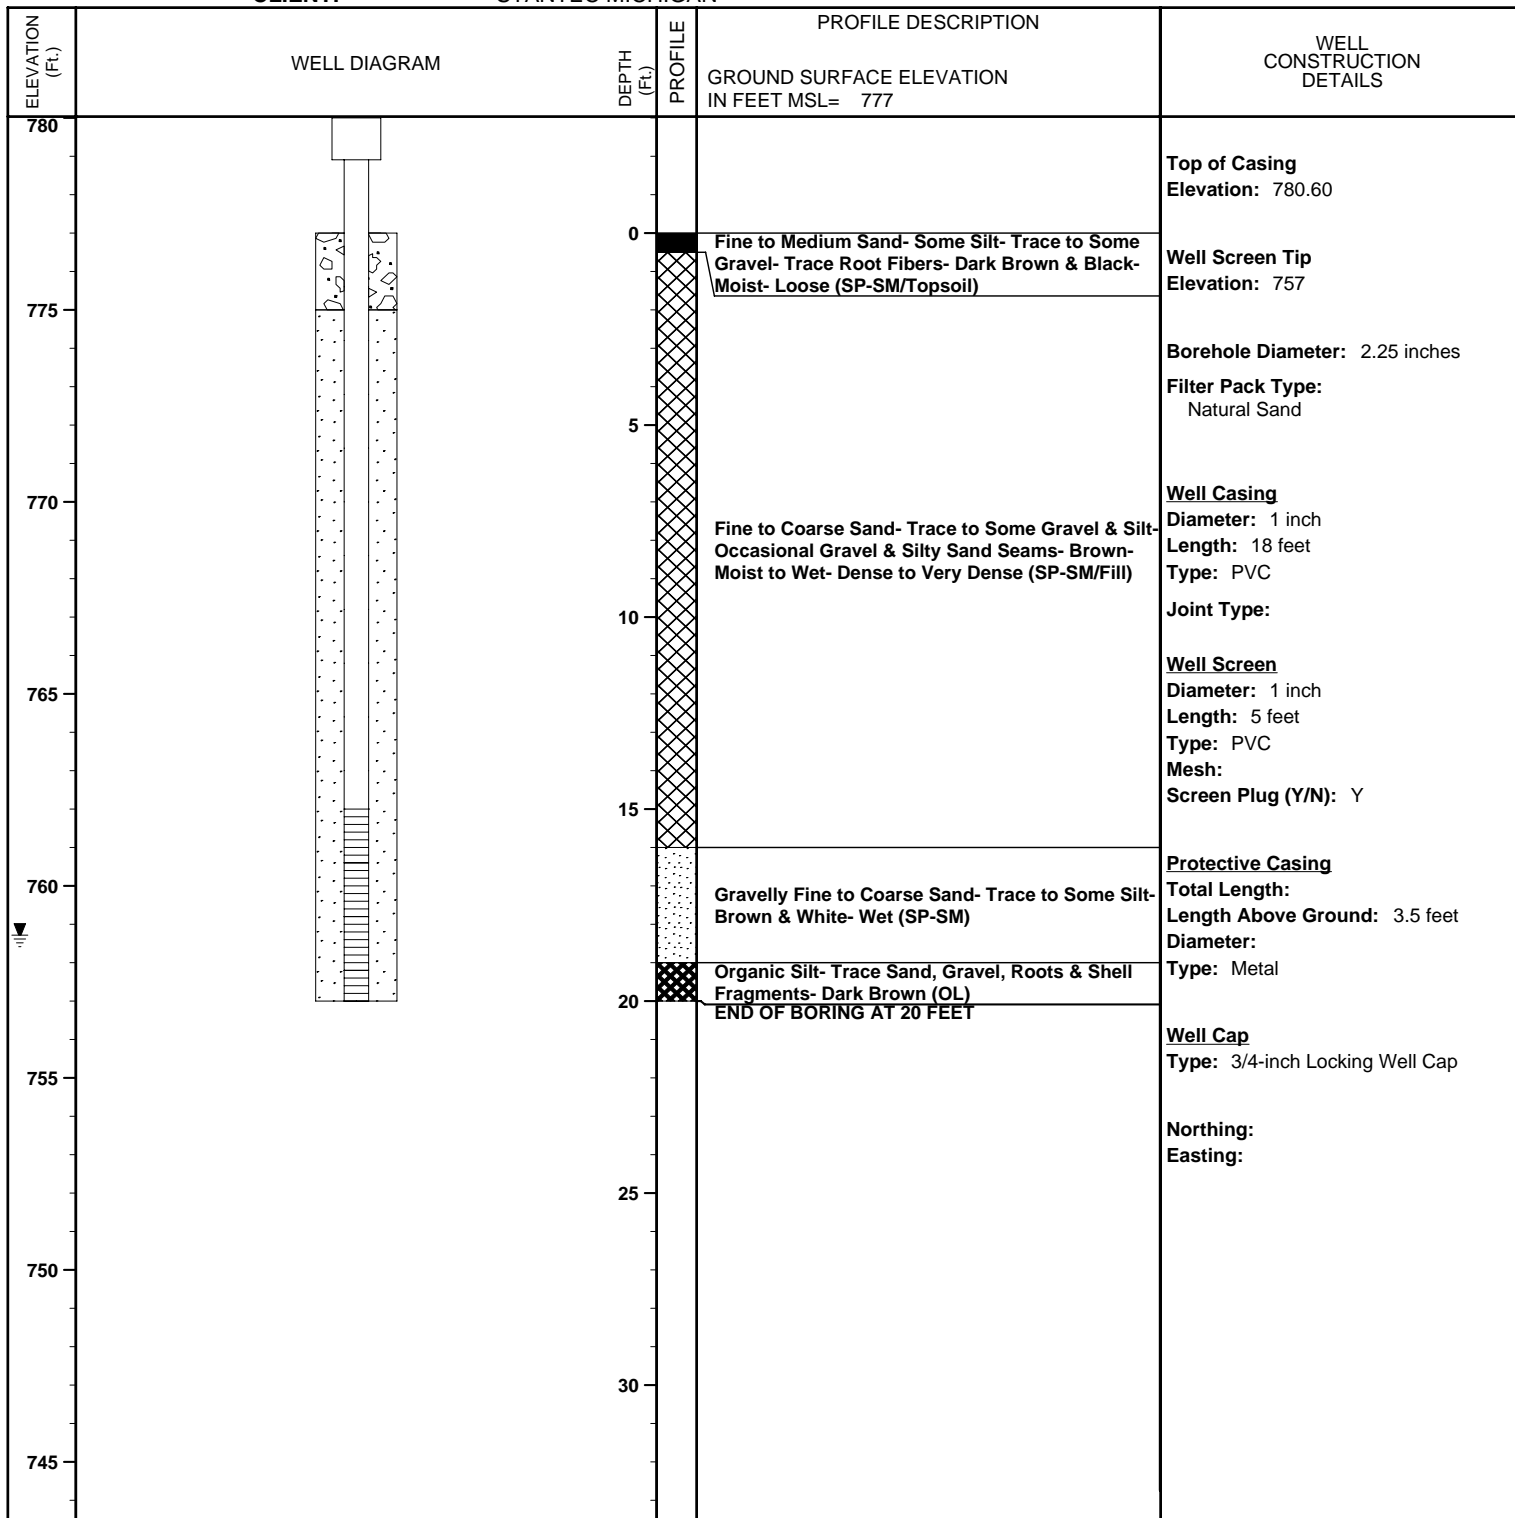 CLIENT: STANTEC MICHIGAN
ELEVATION
(Ft.)
WELL DIAGRAM
DEPTH
(Ft.)
PROFILE
PROFILE DESCRIPTION
GROUND SURFACE ELEVATION
IN FEET MSL= 777
WELL
CONSTRUCTION
DETAILS
780
775
770
765
760
755
750
745
0
5
10
15
20
25
30
Fine to Medium Sand- Some Silt- Trace to Some
Gravel- Trace Root Fibers- Dark Brown & Black-
Moist- Loose (SP-SM/Topsoil)
Fine to Coarse Sand- Trace to Some Gravel & Silt-
Occasional Gravel & Silty Sand Seams- Brown-
Moist to Wet- Dense to Very Dense (SP-SM/Fill)
Gravelly Fine to Coarse Sand- Trace to Some Silt-
Brown & White- Wet (SP-SM)
Organic Silt- Trace Sand, Gravel, Roots & Shell
Fragments- Dark Brown (OL)
END OF BORING AT 20 FEET
Top of Casing
Elevation: 780.60
Well Screen Tip
Elevation: 757
Borehole Diameter: 2.25 inches
Filter Pack Type:
Natural Sand
Well Casing
Diameter: 1 inch
Length: 18 feet
Type: PVC
Joint Type:
Well Screen
Diameter: 1 inch
Length: 5 feet
Type: PVC
Mesh:
Screen Plug (Y/N): Y
Protective Casing
Total Length:
Length Above Ground: 3.5 feet
Diameter:
Type: Metal
Well Cap
Type: 3/4-inch Locking Well Cap
Northing:
Easting: